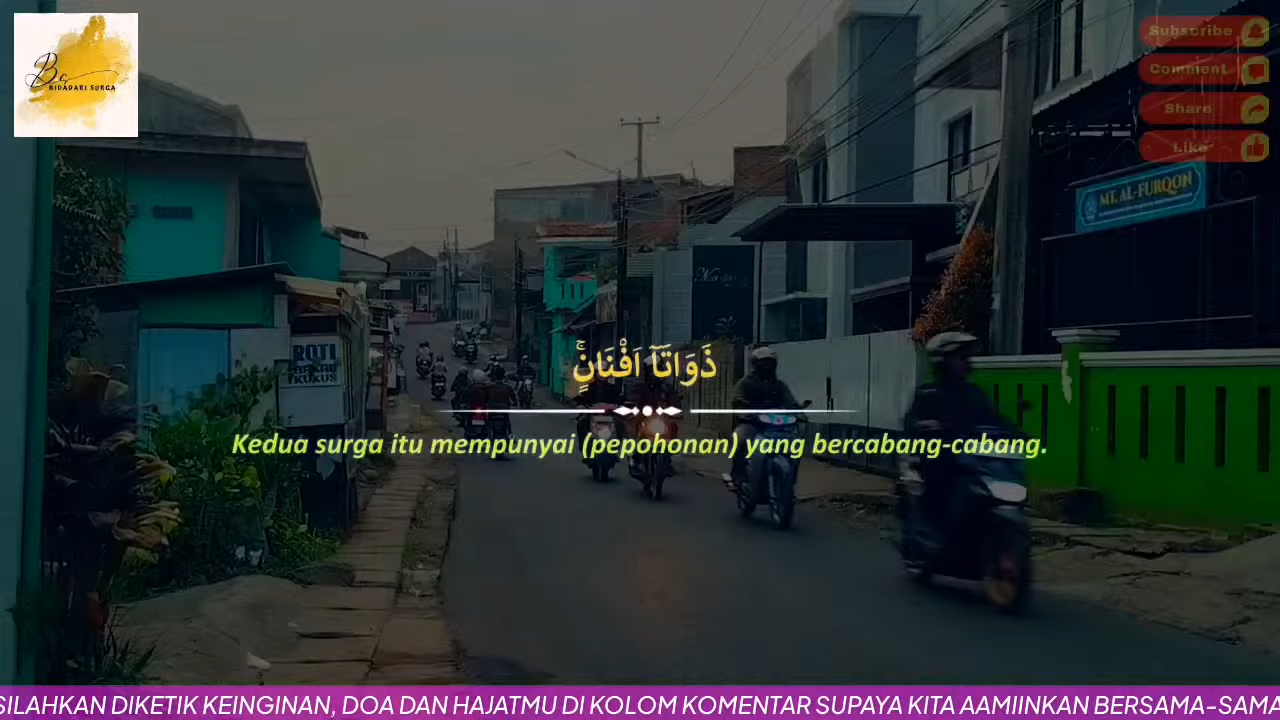 BIDADARI SURGA
Subscribe
Comment
Share
Like
MT. AL-FURQON
ROTI
KUKUS
ذَوَاتَآ اَفْنَانٍۚ
Kedua surga itu mempunyai (pepohonan) yang bercabang-cabang.
SILAHKAN DIKETIK KEINGINAN, DOA DAN HAJATMU DI KOLOM KOMENTAR SUPAYA KITA AAMIINKAN BERSAMA-SAMA